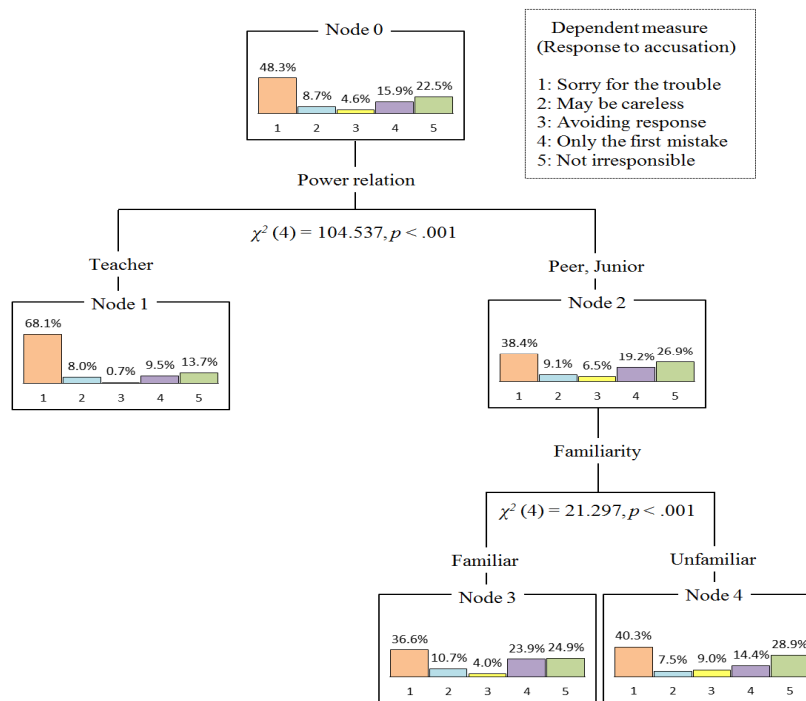 Node 0
48.3%
8.7%
4.6%
15.9%
22.5%
1 2 3 4 5
Dependent measure
(Response to accusation)
1: Sorry for the trouble
2: May be careless
3: Avoiding response
4: Only the first mistake
5: Not irresponsible
Power relation
χ² (4) = 104.537, p < .001
Teacher
Peer, Junior
Node 1
68.1%
8.0%
0.7%
9.5%
13.7%
1 2 3 4 5
Node 2
38.4%
9.1%
6.5%
19.2%
26.9%
1 2 3 4 5
Familiarity
χ² (4) = 21.297, p < .001
Familiar
Unfamiliar
Node 3
36.6%
10.7%
4.0%
23.9%
24.9%
1 2 3 4 5
Node 4
40.3%
7.5%
9.0%
14.4%
28.9%
1 2 3 4 5